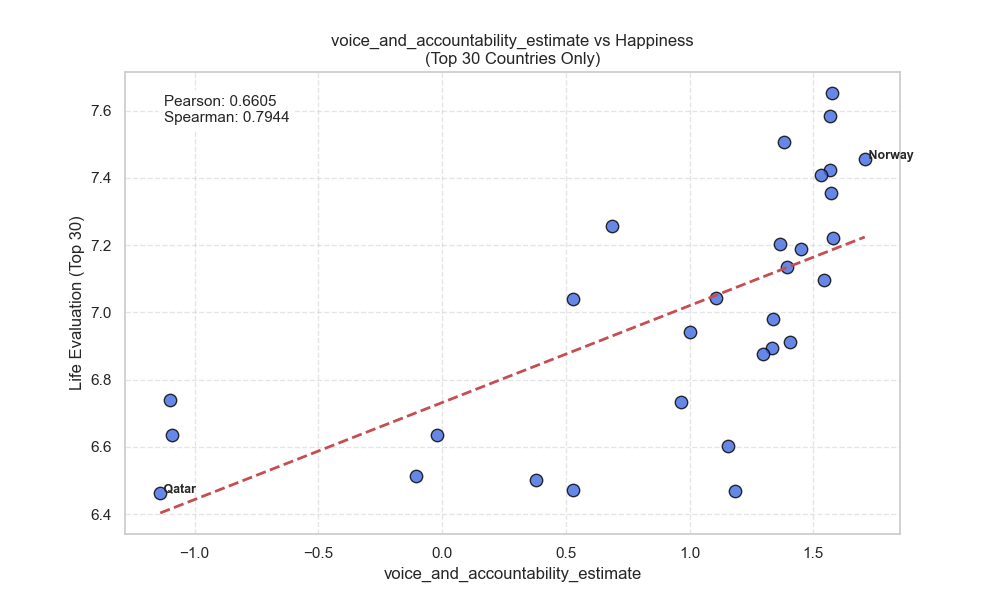 voice_and_accountability_estimate vs Happiness
(Top 30 Countries Only)
Pearson: 0.6605
Spearman: 0.7944
Norway
Qatar
7.6
7.4
7.2
7.0
6.8
6.6
6.4
Life Evaluation (Top 30)
−1.0 −0.5 0.0 0.5 1.0 1.5
voice_and_accountability_estimate